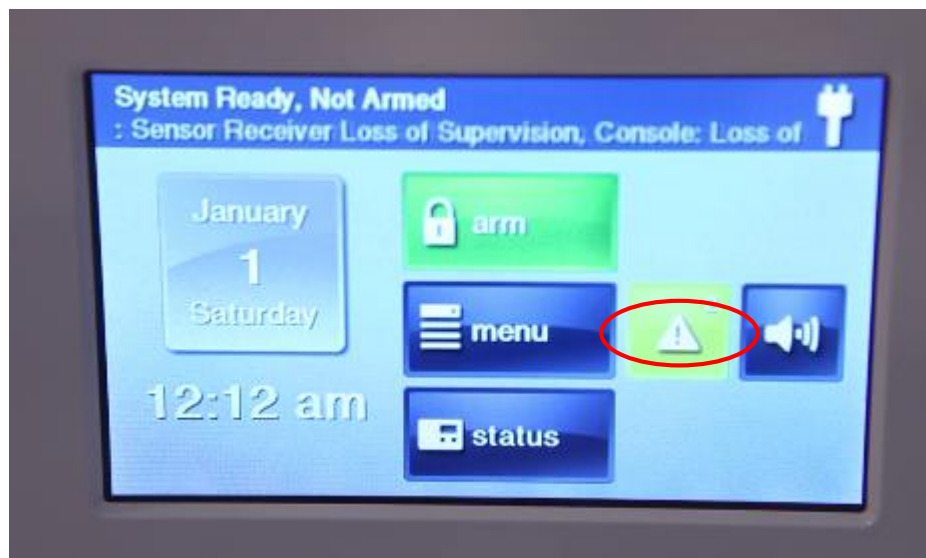 System Ready, Not Armed
: Sensor Receiver Loss of Supervision, Console: Loss of
January
1
Saturday
12:12 am
arm
menu
status